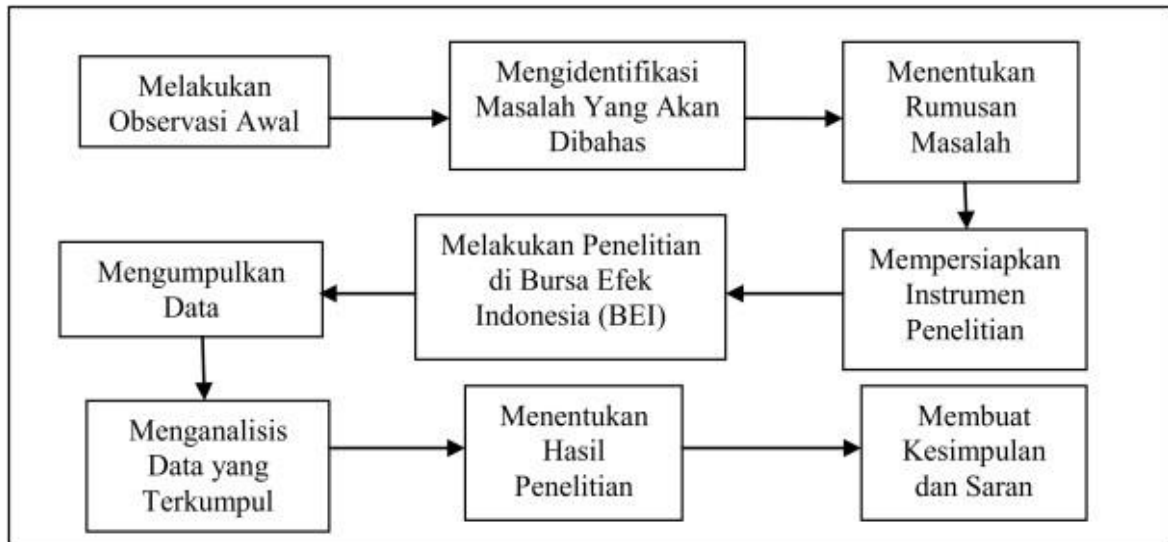 Melakukan
Observasi Awal
Mengidentifikasi
Masalah Yang Akan
Dibahas
Menentukan
Rumusan
Masalah
Mempersiapkan
Instrumen
Penelitian
Melakukan Penelitian
di Bursa Efek
Indonesia (BEI)
Mengumpulkan
Data
Menganalisis
Data yang
Terkumpul
Menentukan
Hasil
Penelitian
Membuat
Kesimpulan
dan Saran